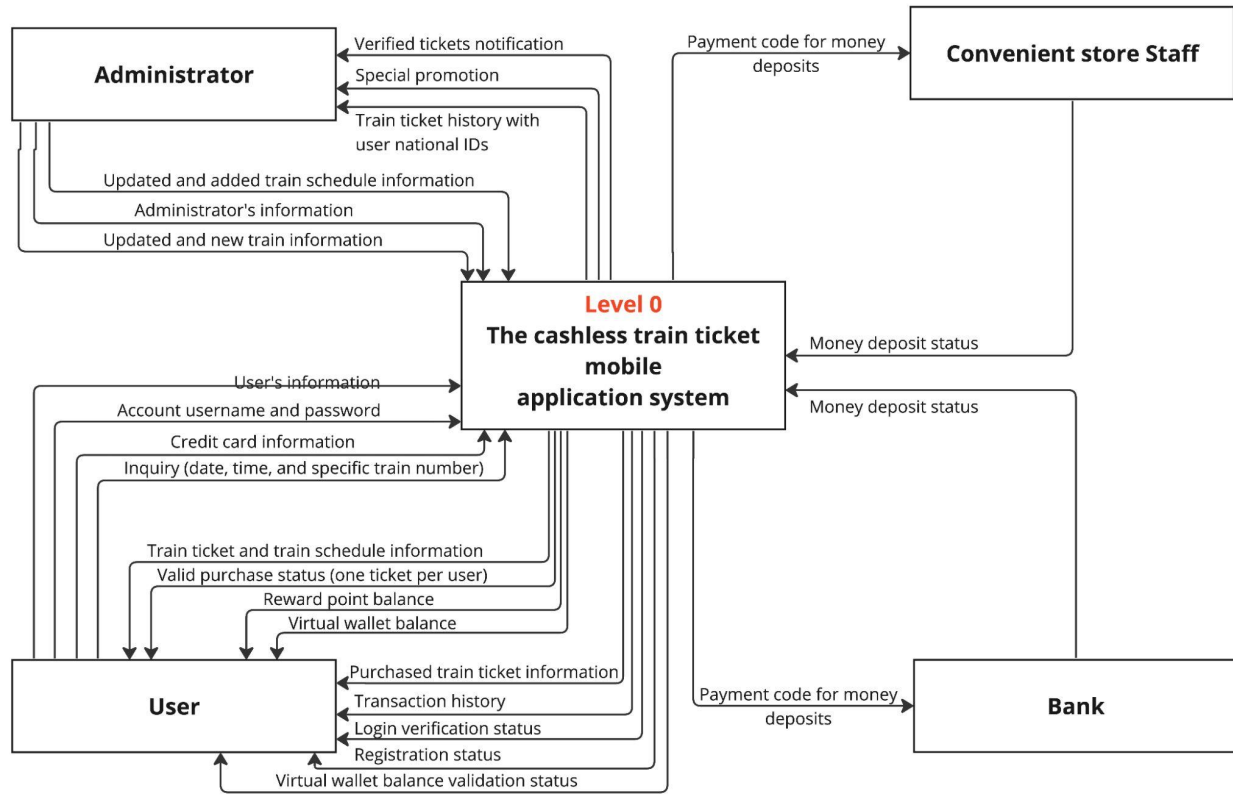 Administrator
Verified tickets notification
Special promotion
Train ticket history with
user national IDs
Payment code for money
deposits
Convenient store Staff
Updated and added train schedule information
Administrator's information
Updated and new train information
Level 0
The cashless train ticket
mobile
application system
Money deposit status
Money deposit status
User's information
Account username and password
Credit card information
Inquiry (date, time, and specific train number)
Train ticket and train schedule information
Valid purchase status (one ticket per user)
Reward point balance
Virtual wallet balance
User
Purchased train ticket information
Transaction history
Login verification status
Registration status
Virtual wallet balance validation status
Payment code for money
deposits
Bank